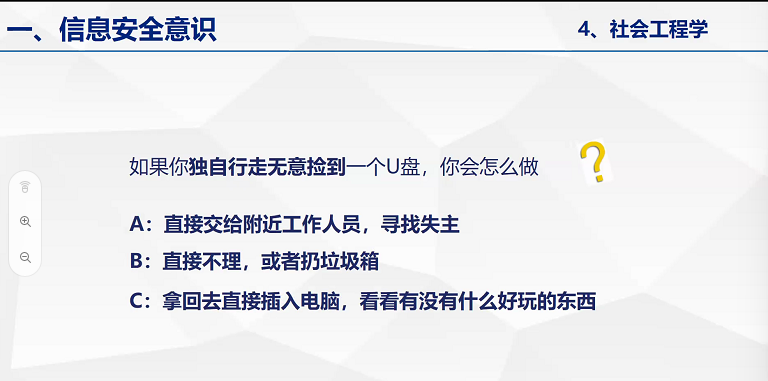 一、信息安全意识
4、社会工程学
如果你独自行走无意捡到一个U盘，你会怎么做
?
A：直接交给附近工作人员，寻找失主
B：直接不理，或者扔垃圾箱
C：拿回去直接插入电脑，看看有没有什么好玩的东西